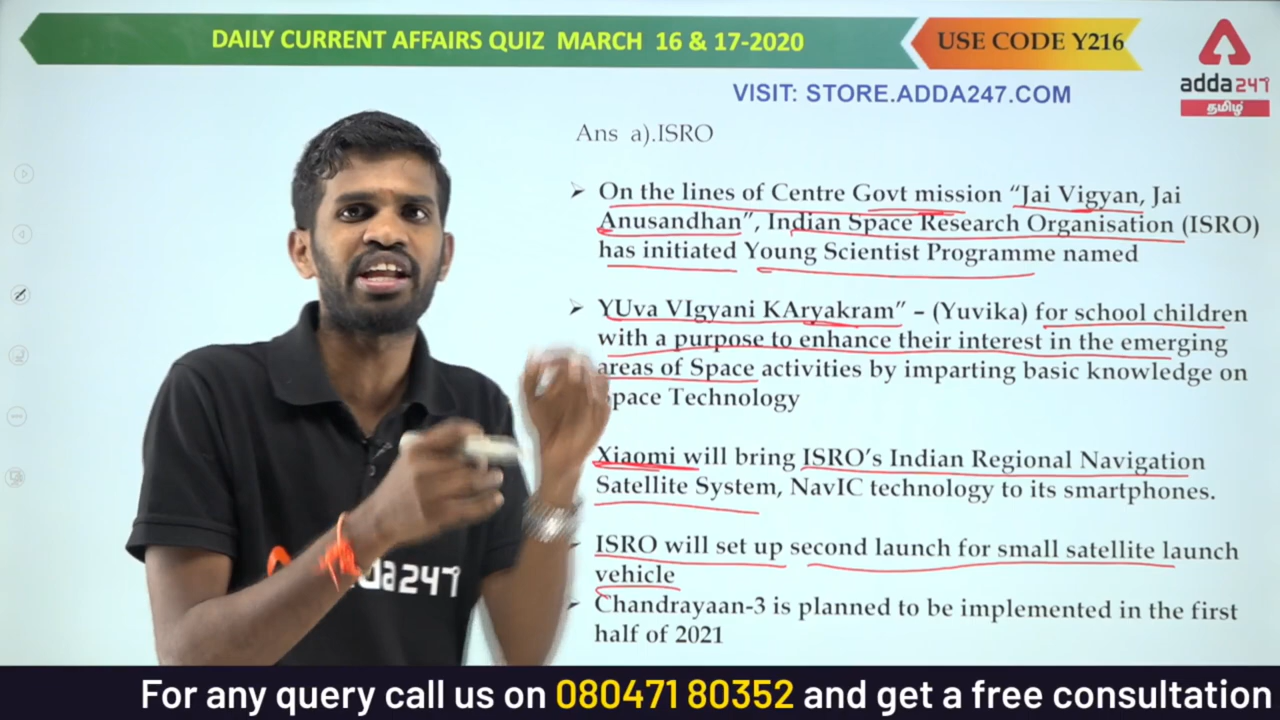 DAILY CURRENT AFFAIRS QUIZ MARCH 16 & 17-2020
USE CODE Y216
adda247
தமிழ்
VISIT: STORE.ADDA247.COM
Ans a).ISRO
On the lines of Centre Govt mission “Jai Vigyan, Jai
Anusandhan”, Indian Space Research Organisation (ISRO)
has initiated Young Scientist Programme named
YUva VIgyani KAryakram” – (Yuvika) for school children
with a purpose to enhance their interest in the emerging
areas of Space activities by imparting basic knowledge on
Space Technology
Xiaomi will bring ISRO’s Indian Regional Navigation
Satellite System, NavIC technology to its smartphones.
ISRO will set up second launch for small satellite launch
vehicle
Chandrayaan-3 is planned to be implemented in the first
half of 2021
da247
For any query call us on 080471 80352 and get a free consultation